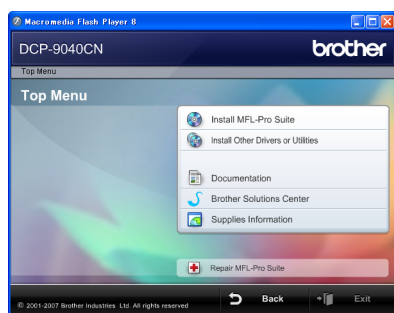 Macromedia Flash Player 8
DCP-9040CN
brother
Top Menu
Top Menu
Install MFL-Pro Suite
Install Other Drivers or Utilities
Documentation
Brother Solutions Center
Supplies Information
Repair MFL-Pro Suite
© 2001-2007 Brother Industries Ltd. All rights reserved
Back
Exit